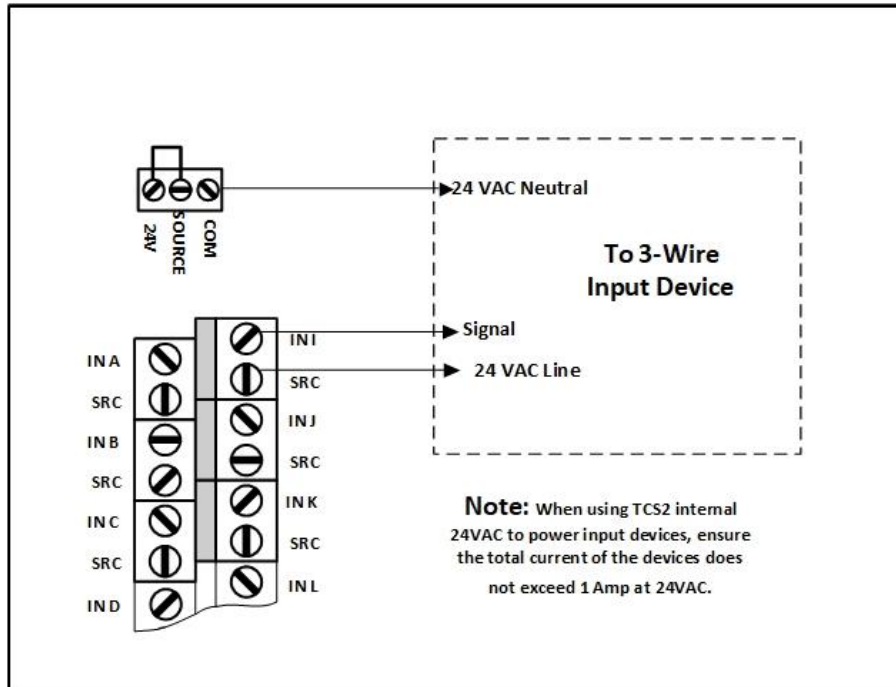 24V
SOURCE
COM
24 VAC Neutral
To 3-Wire
Input Device
Signal
24 VAC Line
IN A
SRC
IN B
SRC
IN C
SRC
IN D
IN I
SRC
IN J
SRC
IN K
SRC
IN L
Note: When using TCS2 internal
24VAC to power input devices, ensure
the total current of the devices does
not exceed 1 Amp at 24VAC.